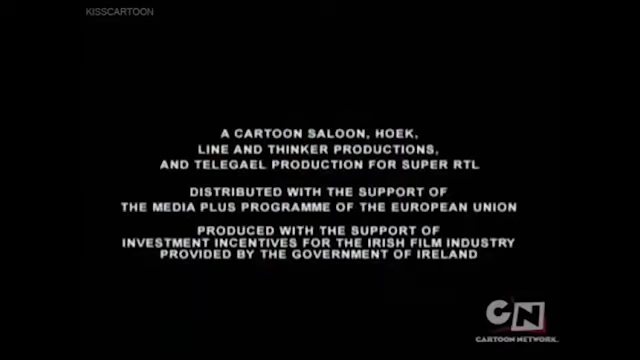 KISSCARTOON
A CARTOON SALOON, HOEK,
LINE AND THINKER PRODUCTIONS,
AND TELEGAEL PRODUCTION FOR SUPER RTL
DISTRIBUTED WITH THE SUPPORT OF
THE MEDIA PLUS PROGRAMME OF THE EUROPEAN UNION
PRODUCED WITH THE SUPPORT OF
INVESTMENT INCENTIVES FOR THE IRISH FILM INDUSTRY
PROVIDED BY THE GOVERNMENT OF IRELAND
CN
CARTOON NETWORK.